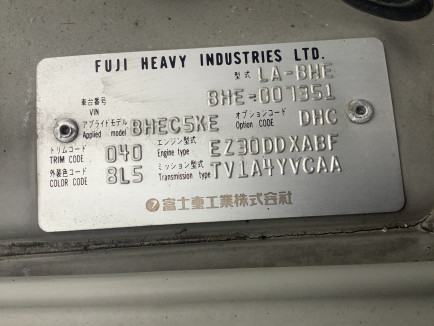 FUJI HEAVY INDUSTRIES LTD.
型式 LA-BHE
車台番号 VIN BHE-007351
アプライドモデル Applied model BHEC5KE オプションコード Option code DHC
トリムコード TRIM CODE 040 エンジン型式 Engine type EZ30DDXABF
外装色コード COLOR CODE 8L5 ミッション型式 Transmission type TV1A4YVCAA
富士重工業株式会社